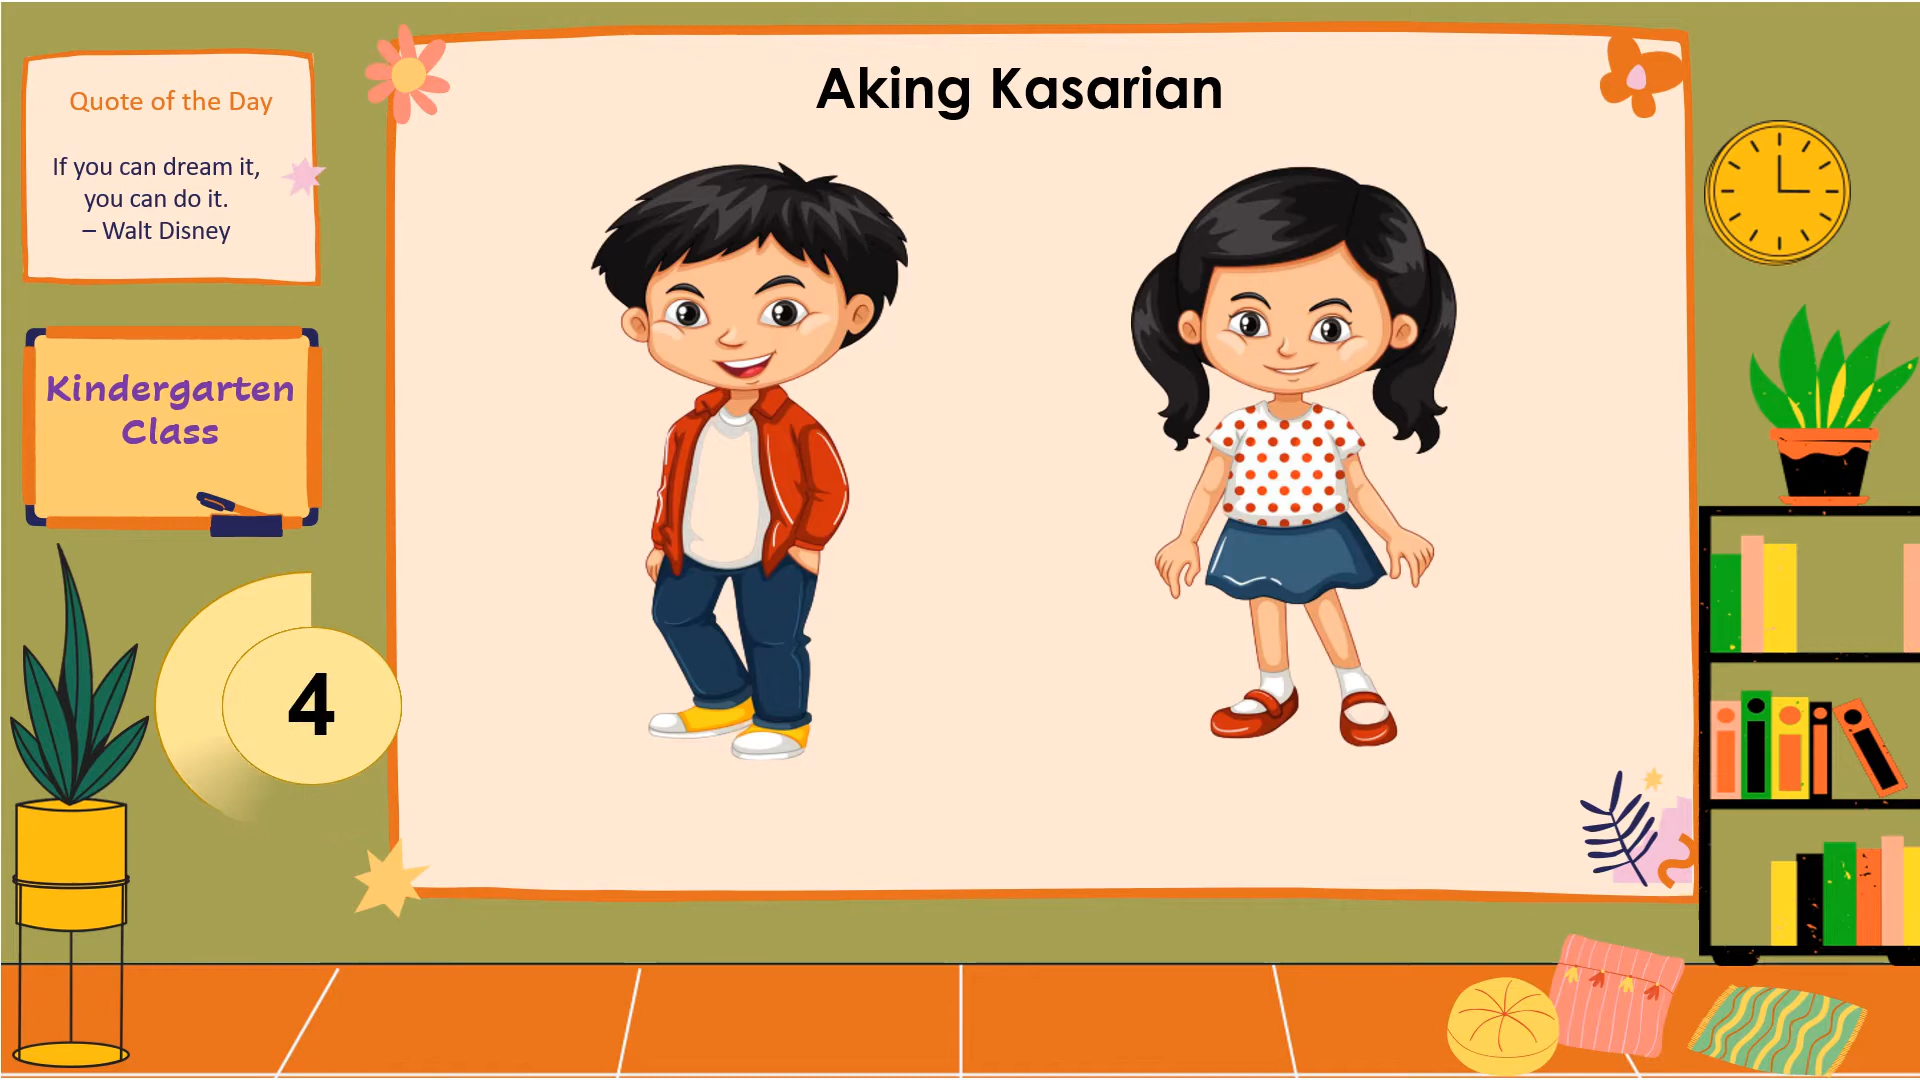 Aking Kasarian
Quote of the Day
If you can dream it,
you can do it.
– Walt Disney
Kindergarten
Class
4